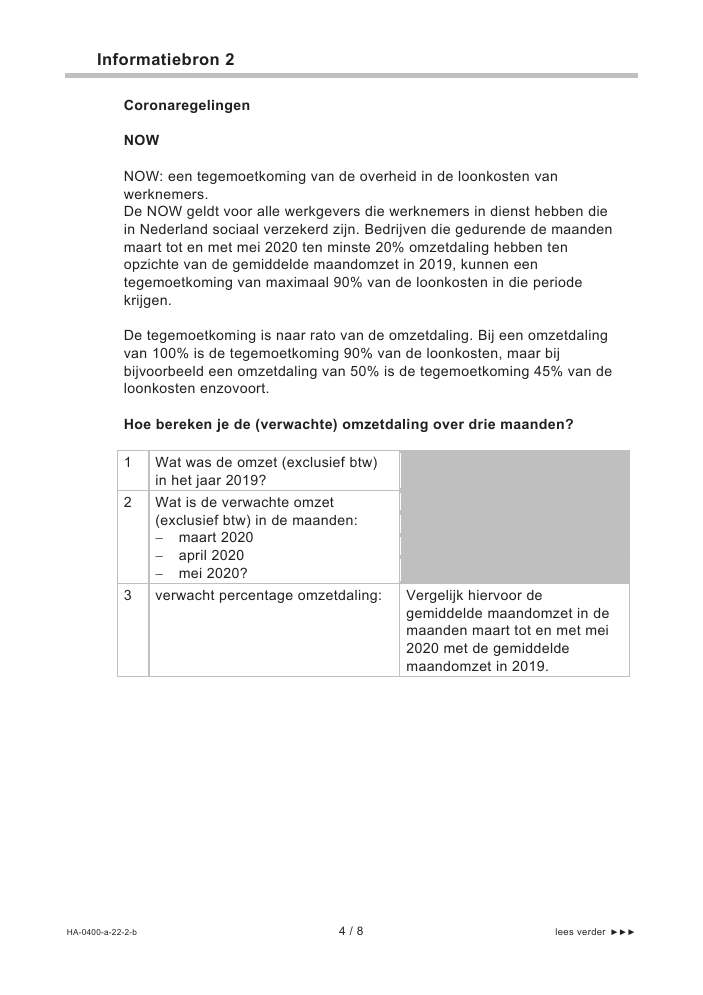 Informatiebron 2
Coronaregelingen
NOW
NOW: een tegemoetkoming van de overheid in de loonkosten van
werknemers.
De NOW geldt voor alle werkgevers die werknemers in dienst hebben die
in Nederland sociaal verzekerd zijn. Bedrijven die gedurende de maanden
maart tot en met mei 2020 ten minste 20% omzetdaling hebben ten
opzichte van de gemiddelde maandomzet in 2019, kunnen een
tegemoetkoming van maximaal 90% van de loonkosten in die periode
krijgen.
De tegemoetkoming is naar rato van de omzetdaling. Bij een omzetdaling
van 100% is de tegemoetkoming 90% van de loonkosten, maar bij
bijvoorbeeld een omzetdaling van 50% is de tegemoetkoming 45% van de
loonkosten enzovoort.
Hoe bereken je de (verwachte) omzetdaling over drie maanden?
1 Wat was de omzet (exclusief btw)
in het jaar 2019?
2 Wat is de verwachte omzet
(exclusief btw) in de maanden:
– maart 2020
– april 2020
– mei 2020?
3 verwacht percentage omzetdaling:
Vergelijk hiervoor de
gemiddelde maandomzet in de
maanden maart tot en met mei
2020 met de gemiddelde
maandomzet in 2019.
HA-0400-a-22-2-b
4 / 8
lees verder ►►►